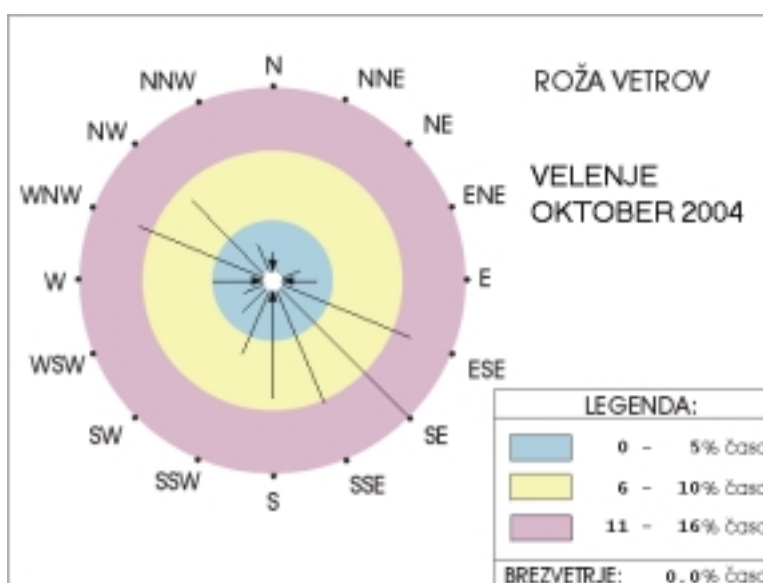 ROŽA VETROV
VELENJE
OKTOBER 2004
N
NNE
NE
ENE
E
ESE
SE
SSE
S
SSW
SW
WSW
W
WNW
NW
NNW
LEGENDA:
0 - 5% časa
6 - 10% časa
11 - 16% časa
BREZVETRJE: 0.0% časa